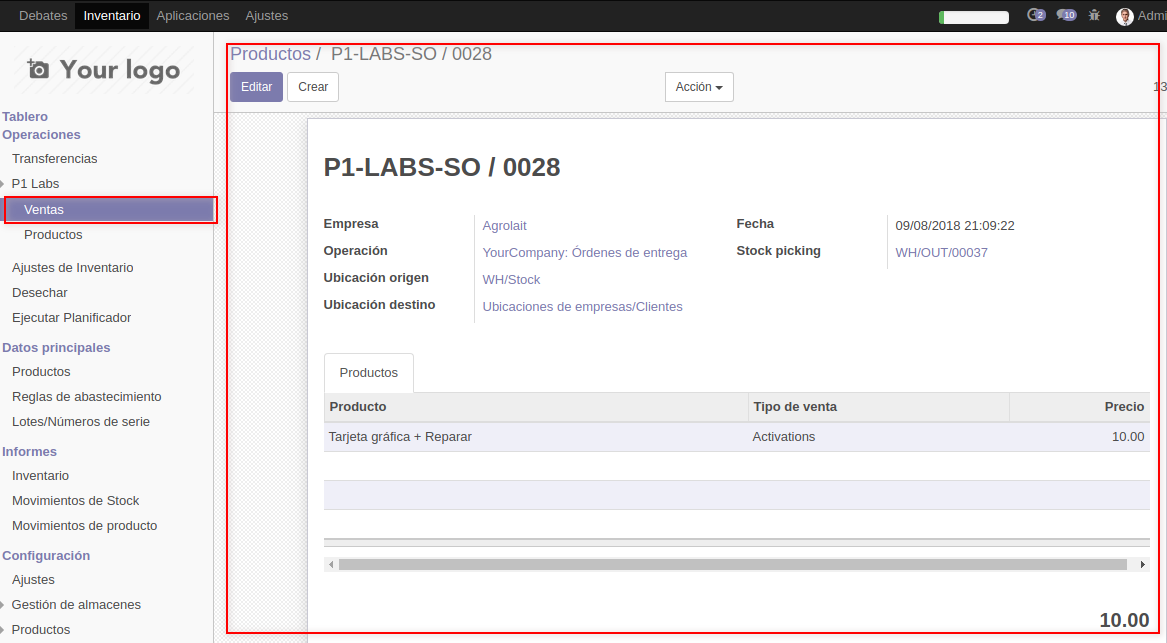 Debates Inventario Aplicaciones Ajustes 2 10 Admi
Your logo
Productos / P1-LABS-SO / 0028
Editar Crear Acción 13
Tablero
Operaciones
Transferencias
P1 Labs
Ventas
Productos
Ajustes de Inventario
Desechar
Ejecutar Planificador
Datos principales
Productos
Reglas de abastecimiento
Lotes/Números de serie
Informes
Inventario
Movimientos de Stock
Movimientos de producto
Configuración
Ajustes
Gestión de almacenes
Productos
P1-LABS-SO / 0028
Empresa Agrolait Fecha 09/08/2018 21:09:22
Operación YourCompany: Órdenes de entrega Stock picking WH/OUT/00037
Ubicación origen WH/Stock
Ubicación destino Ubicaciones de empresas/Clientes
Productos
Producto Tipo de venta Precio
Tarjeta gráfica + Reparar Activations 10.00
10.00